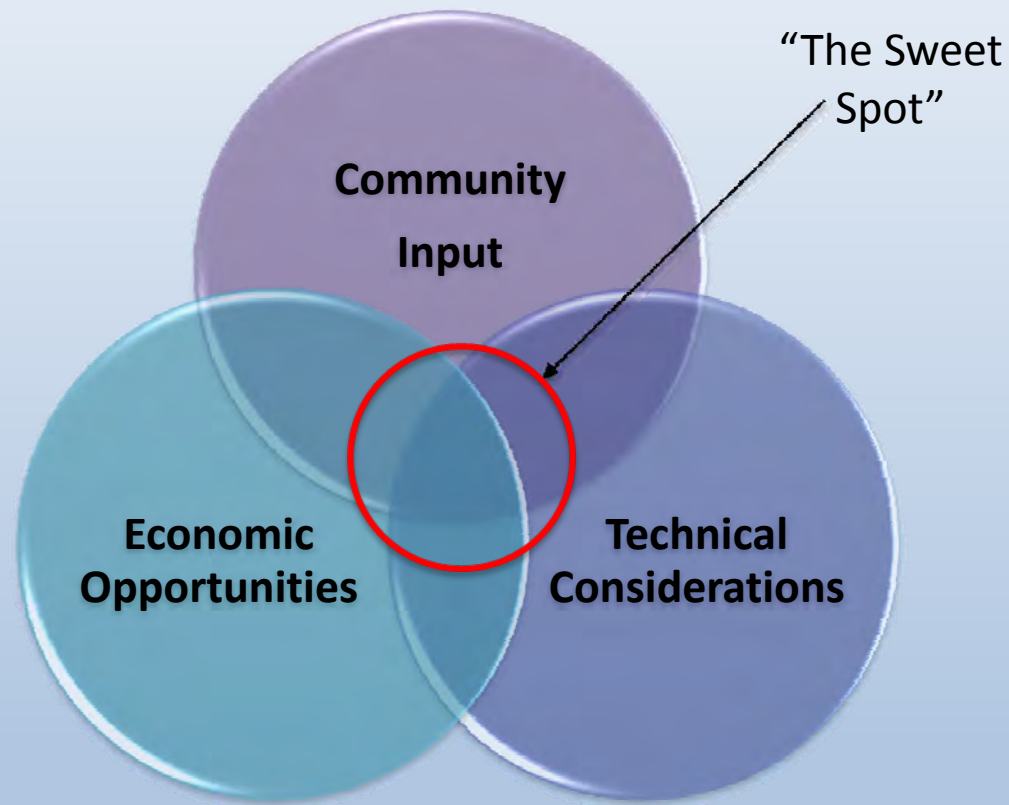 “The Sweet
Spot”
Community
Input
Economic
Opportunities
Technical
Considerations